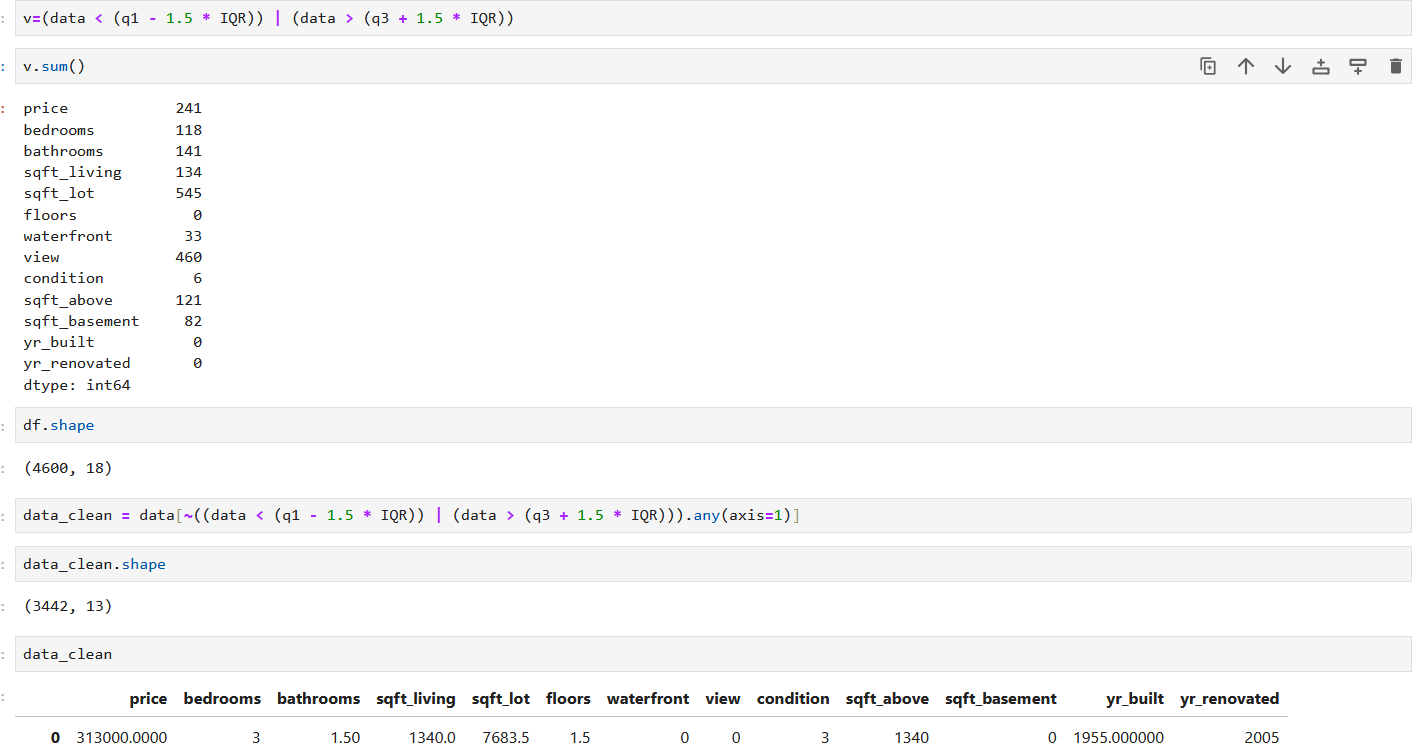 v=(data < (q1 - 1.5 * IQR)) | (data > (q3 + 1.5 * IQR))
v.sum()
price 241
bedrooms 118
bathrooms 141
sqft_living 134
sqft_lot 545
floors 0
waterfront 33
view 460
condition 6
sqft_above 121
sqft_basement 82
yr_built 0
yr_renovated 0
dtype: int64
df.shape
(4600, 18)
data_clean = data[~((data < (q1 - 1.5 * IQR)) | (data > (q3 + 1.5 * IQR))).any(axis=1)]
data_clean.shape
(3442, 13)
data_clean
price bedrooms bathrooms sqft_living sqft_lot floors waterfront view condition sqft_above sqft_basement yr_built yr_renovated
0 313000.0000 3 1.50 1340.0 7683.5 1.5 0 0 3 1340 0 1955.000000 2005